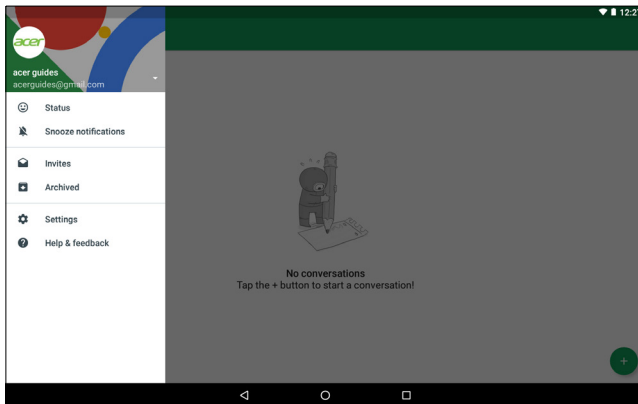 12:27
acer
acer guides
acerguides@gmail.com
Status
Snooze notifications
Invites
Archived
Settings
Help & feedback
No conversations
Tap the + button to start a conversation!